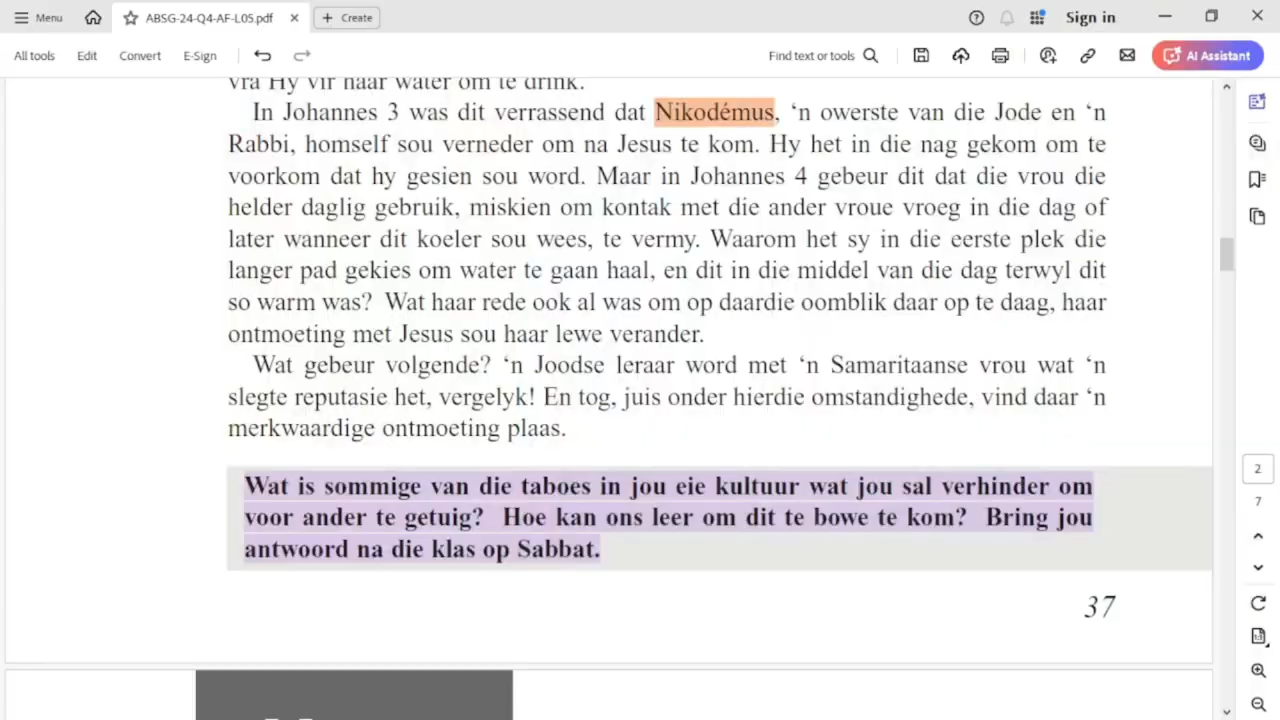 Menu
ABSG-24-Q4-AF-L05.pdf
Create
Sign in
All tools
Edit
Convert
E-Sign
Find text or tools
AI Assistant
vra Hy vir haar water om te drink.
In Johannes 3 was dit verrassend dat Nikodémus, ‘n owerste van die Jode en ‘n
Rabbi, homself sou verneder om na Jesus te kom. Hy het in die nag gekom om te
voorkom dat hy gesien sou word. Maar in Johannes 4 gebeur dit dat die vrou die
helder daglig gebruik, miskien om kontak met die ander vroue vroeg in die dag of
later wanneer dit koeler sou wees, te vermy. Waarom het sy in die eerste plek die
langer pad gekies om water te gaan haal, en dit in die middel van die dag terwyl dit
so warm was? Wat haar rede ook al was om op daardie oomblik daar op te daag, haar
ontmoeting met Jesus sou haar lewe verander.
Wat gebeur volgende? ‘n Joodse leraar word met ‘n Samaritaanse vrou wat ‘n
slegte reputasie het, vergelyk! En tog, juis onder hierdie omstandighede, vind daar ‘n
merkwaardige ontmoeting plaas.
Wat is sommige van die taboes in jou eie kultuur wat jou sal verhinder om
voor ander te getuig? Hoe kan ons leer om dit te bowe te kom? Bring jou
antwoord na die klas op Sabbat.
37
2
7